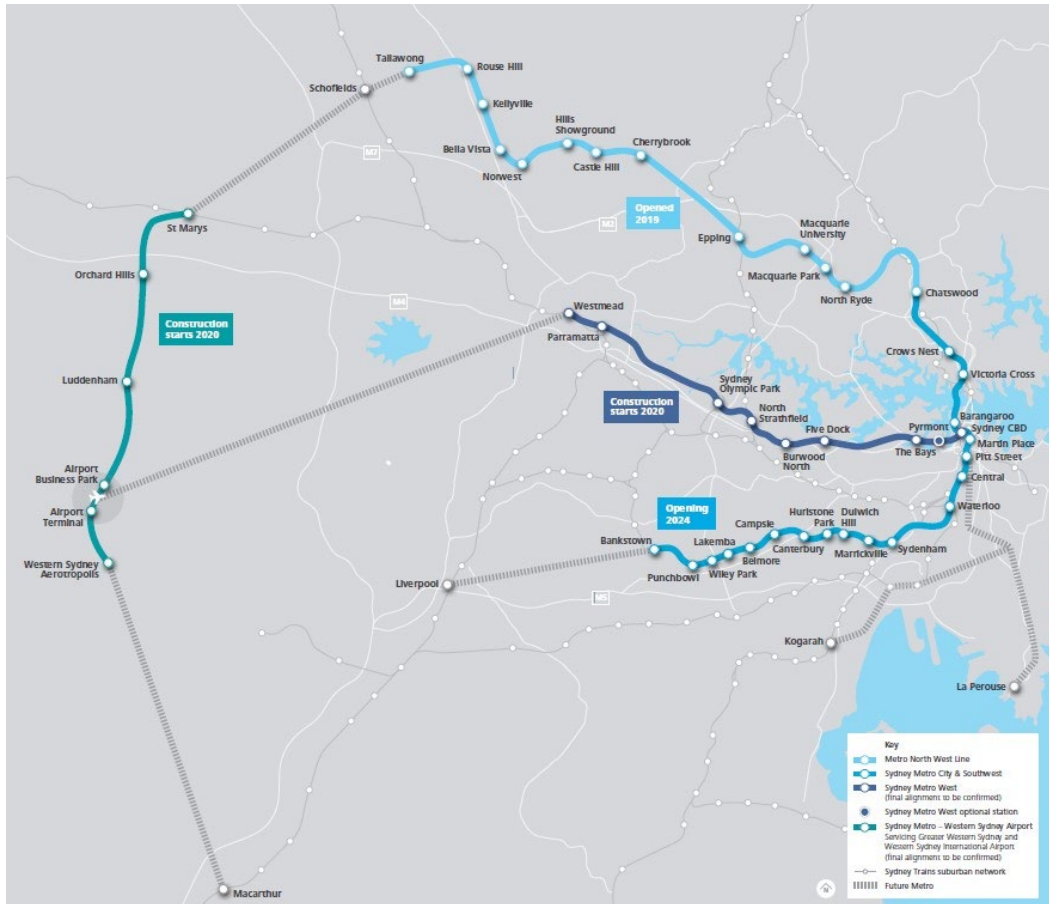 Tallawong
Rouse Hill
Schofields
Kellyville
Hills
Showground
Cherrybrook
Bella Vista
M7
Castle Hill
Norwest
Opened
2019
M2
St Marys
Macquarie
University
Epping
Orchard Hills
Macquarie Park
North Ryde
Chatswood
M4
Westmead
Construction
starts 2020
Parramatta
Crows Nest
Victoria Cross
Luddenham
Sydney
Olympic Park
Construction
starts 2020
North
Strathfield
Barangaroo
Five Dock
Pyrmont
Sydney CBD
Martin Place
The Bays
Burwood
North
Pitt Street
Airport
Business Park
Central
Airport
Terminal
Opening
2024
Waterloo
Hurlstone
Park
Dulwich
Hill
Campsie
Bankstown
Lakemba
Canterbury
Marrickville
Sydenham
Belmore
Wiley Park
Punchbowl
Western Sydney
Aerotropolis
Liverpool
M5
Kogarah
La Perouse
Macarthur
Key
Metro North West Line
Sydney Metro City & Southwest
Sydney Metro West
(final alignment to be confirmed)
Sydney Metro West optional station
Sydney Metro – Western Sydney Airport
Servicing Greater Western Sydney and
Western Sydney International Airport
(final alignment to be confirmed)
Sydney Trains suburban network
Future Metro
N